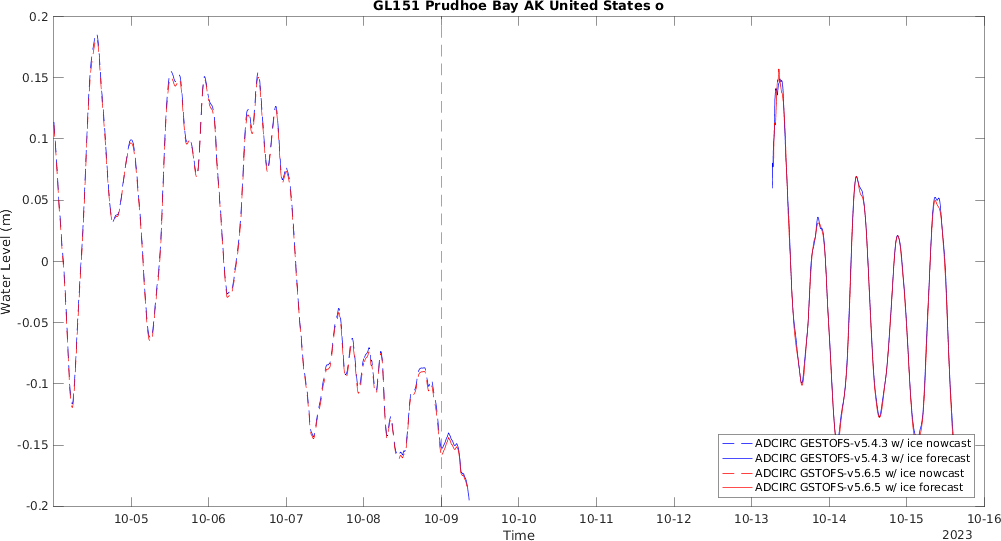 GL151 Prudhoe Bay AK United States o
0.2
0.15
0.1
0.05
0
-0.05
-0.1
-0.15
-0.2
Water Level (m)
10-05 10-06 10-07 10-08 10-09 10-10 10-11 10-12 10-13 10-14 10-15 10-16
Time
2023
ADCIRC GESTOFS-v5.4.3 w/ ice nowcast
ADCIRC GESTOFS-v5.4.3 w/ ice forecast
ADCIRC GSTOFS-v5.6.5 w/ ice nowcast
ADCIRC GSTOFS-v5.6.5 w/ ice forecast